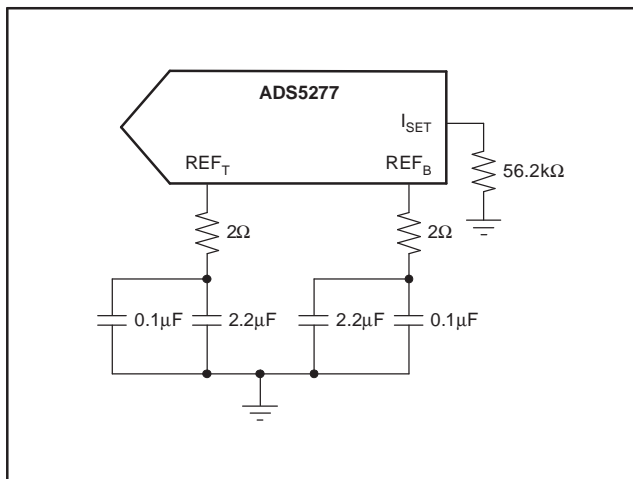 ADS5277
I_SET
REF_T
REF_B
56.2kΩ
2Ω
2Ω
0.1µF
2.2µF
2.2µF
0.1µF